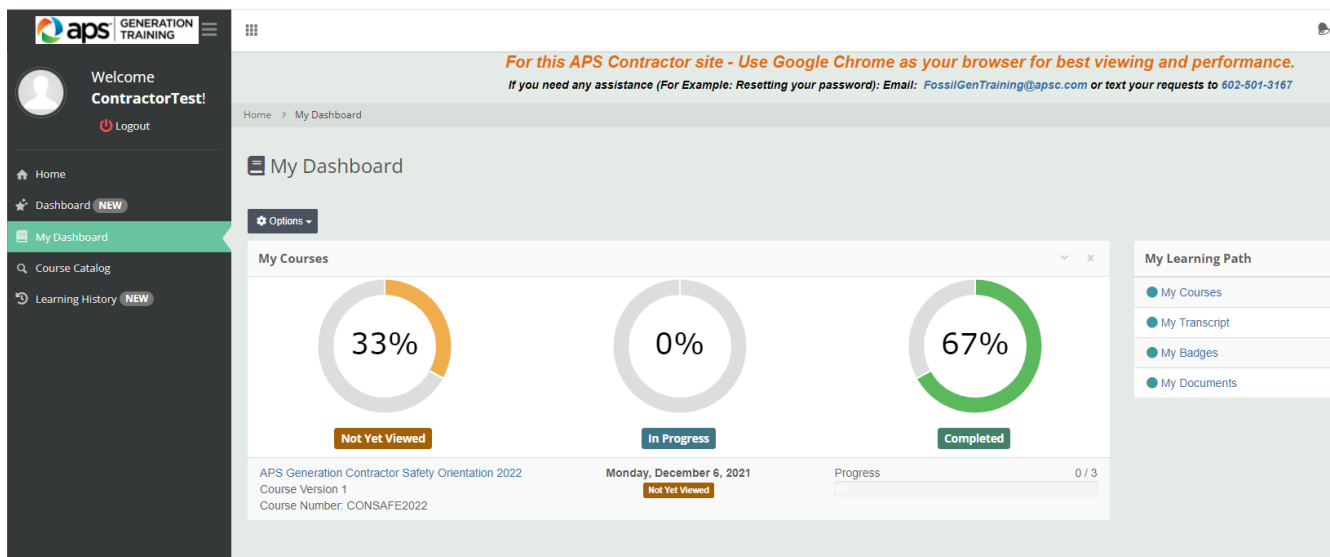 aps GENERATION TRAINING
Welcome
ContractorTest!
Logout
Home
Dashboard NEW
My Dashboard
Course Catalog
Learning History NEW
For this APS Contractor site - Use Google Chrome as your browser for best viewing and performance.
If you need any assistance (For Example: Resetting your password): Email: FossilGenTraining@apsc.com or text your requests to 602-501-3167
Home > My Dashboard
My Dashboard
Options
My Courses
x
33%
0%
67%
Not Yet Viewed
In Progress
Completed
APS Generation Contractor Safety Orientation 2022
Course Version 1
Course Number: CONSAFE2022
Monday, December 6, 2021
Not Yet Viewed
Progress 0 / 3
My Learning Path
My Courses
My Transcript
My Badges
My Documents